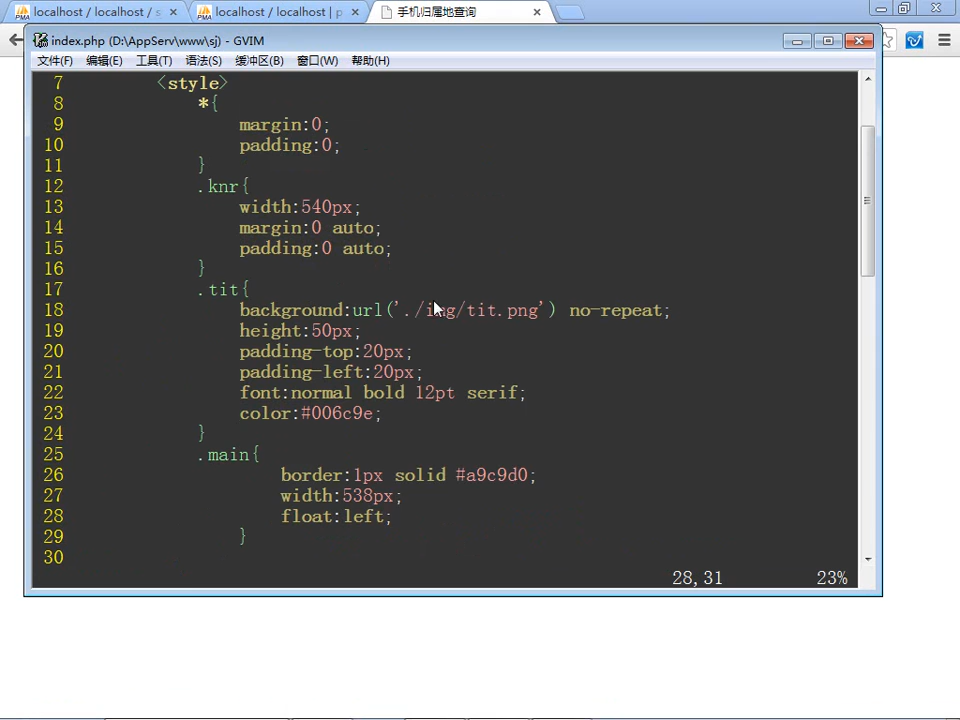 localhost / localhost / s
localhost / localhost | p
手机归属地查询
index.php (D:\AppServ\www\sj) - GVIM
文件(F) 编辑(E) 工具(T) 语法(S) 缓冲区(B) 窗口(W) 帮助(H)
7 <style>
8 *{
9 margin:0;
10 padding:0;
11 }
12 .knr{
13 width:540px;
14 margin:0 auto;
15 padding:0 auto;
16 }
17 .tit{
18 background:url('./img/tit.png') no-repeat;
19 height:50px;
20 padding-top:20px;
21 padding-left:20px;
22 font:normal bold 12pt serif;
23 color:#006c9e;
24 }
25 .main{
26 border:1px solid #a9c9d0;
27 width:538px;
28 float:left;
29 }
30
28,31 23%